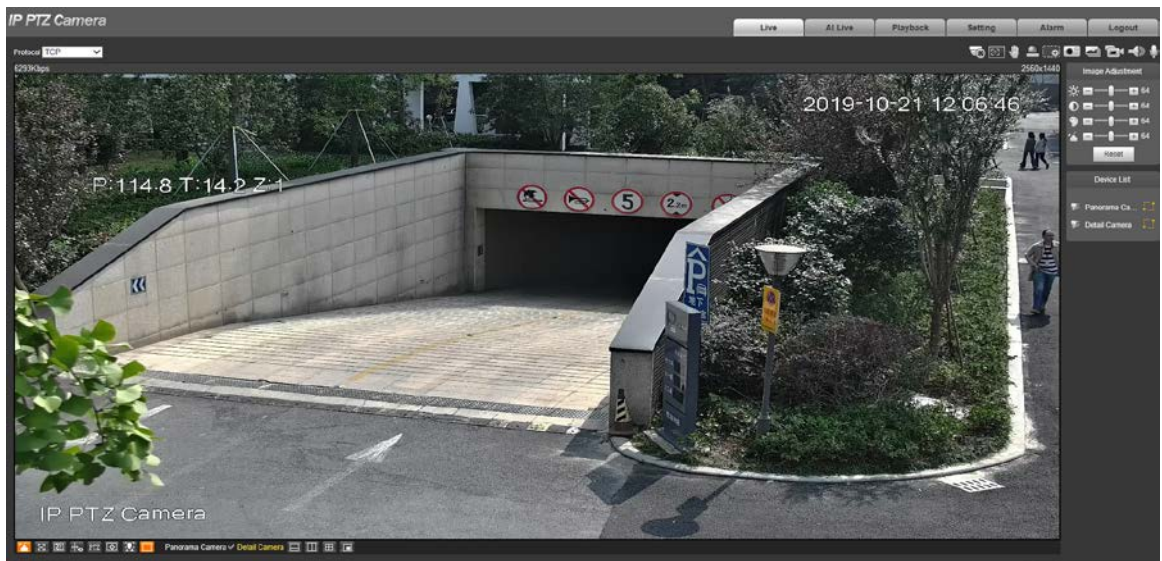 IP PTZ Camera
Live
AI Live
Playback
Setting
Alarm
Logout
Protocol TCP
6293Kbps
2560x1440
Image Adjustment
64
64
64
64
Reset
Device List
Panorama Ca...
Detail Camera
2019-10-21 12:06:46
P:114.8 T:14.2 Z:1
5
2.2m
P
地下
IP PTZ Camera
Panorama Camera Detail Camera